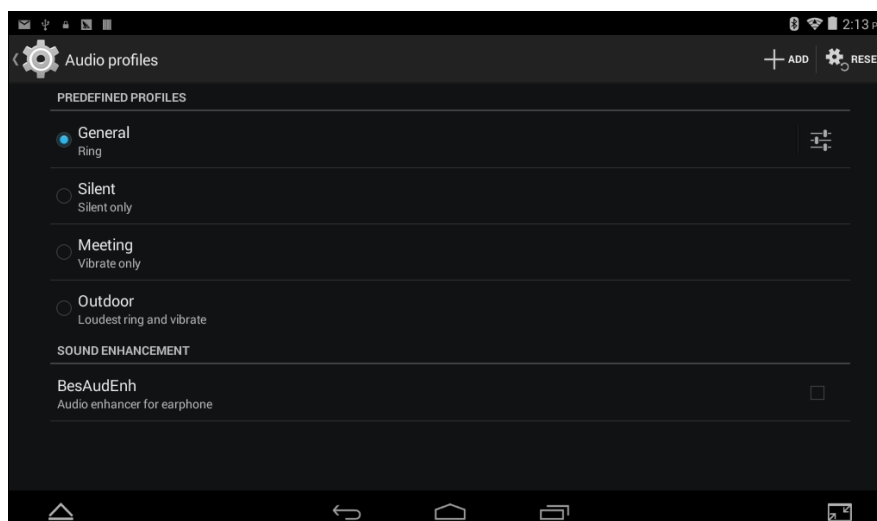 2:13 P
Audio profiles
ADD
RESE
PREDEFINED PROFILES
General
Ring
Silent
Silent only
Meeting
Vibrate only
Outdoor
Loudest ring and vibrate
SOUND ENHANCEMENT
BesAudEnh
Audio enhancer for earphone